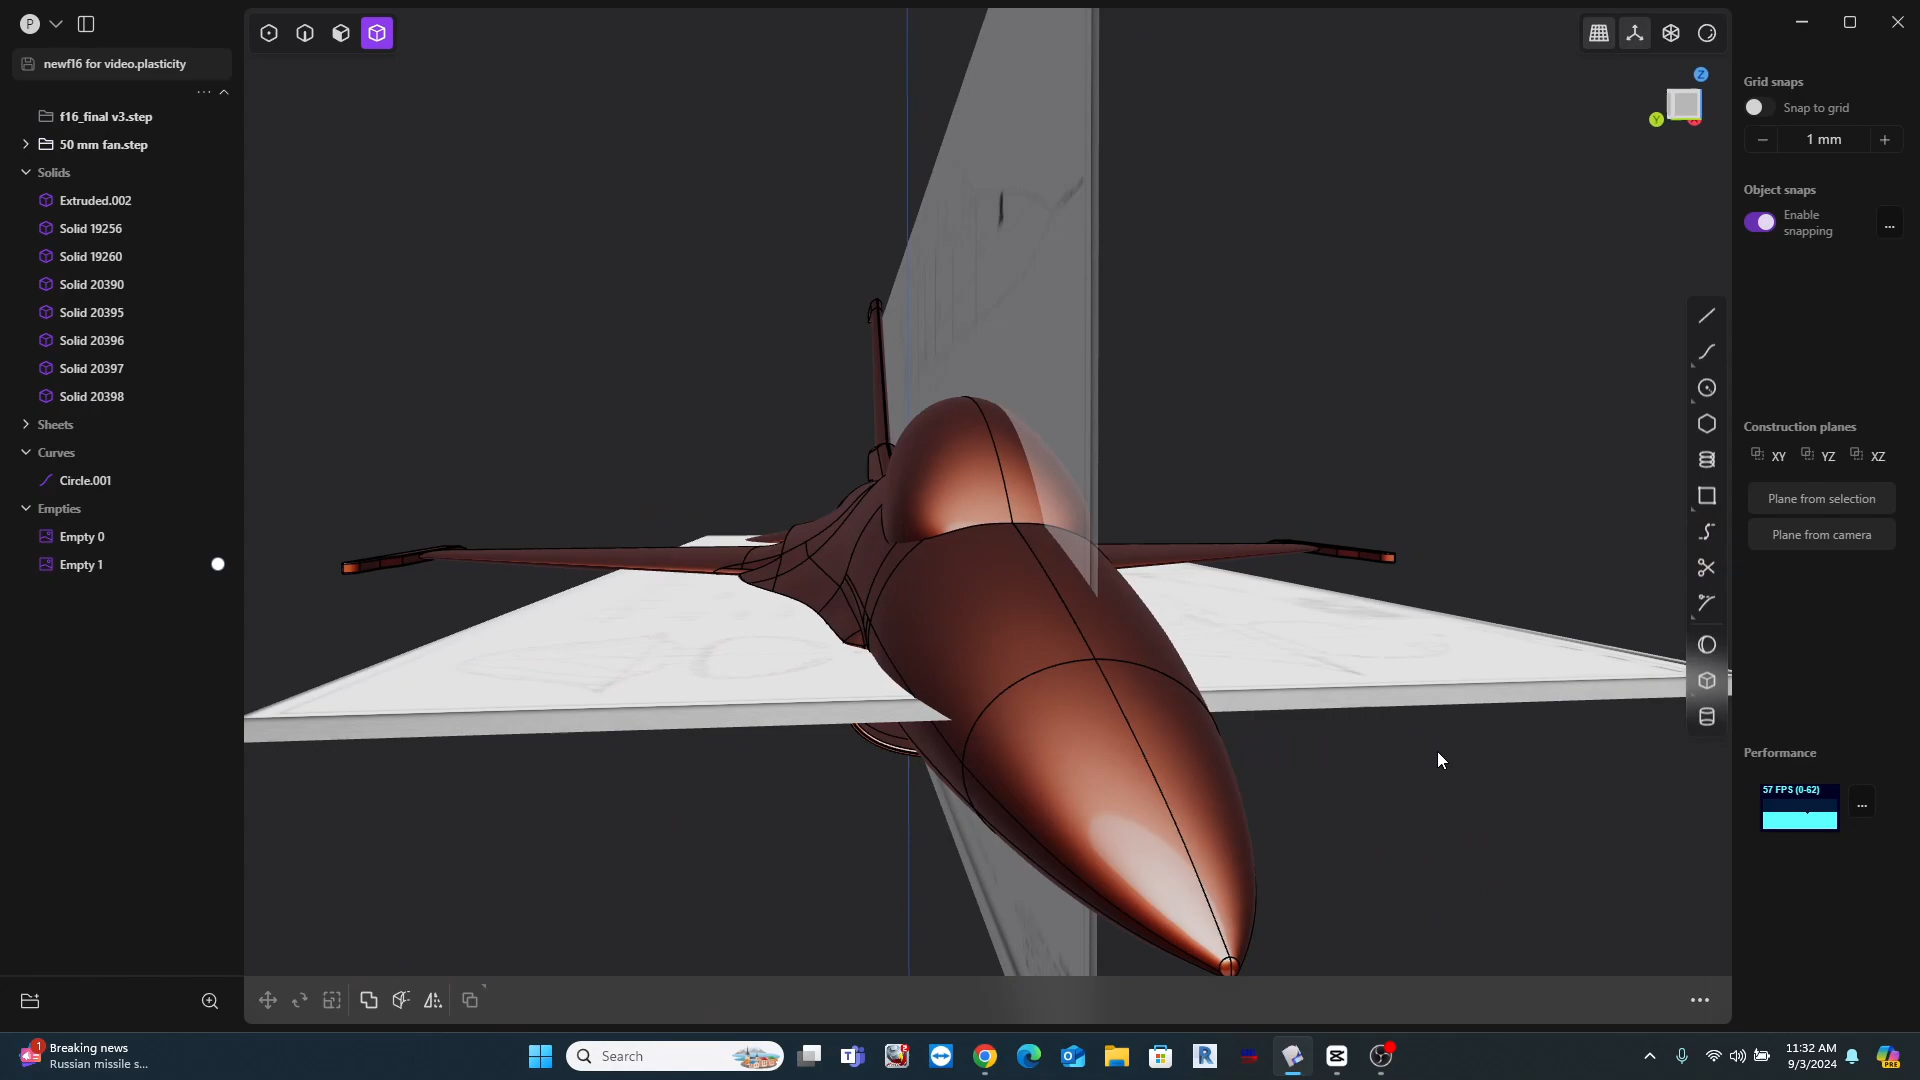 P
newf16 for video.plasticity
f16_final v3.step
50 mm fan.step
Solids
Extruded.002
Solid 19256
Solid 19260
Solid 20390
Solid 20395
Solid 20396
Solid 20397
Solid 20398
Sheets
Curves
Circle.001
Empties
Empty 0
Empty 1
Z
Y
Grid snaps
Snap to grid
1 mm
Object snaps
Enable
snapping
...
Construction planes
XY YZ XZ
Plane from selection
Plane from camera
Performance
57 FPS (0-62)
...
1 Breaking news
Russian missile s...
Search
11:32 AM
9/3/2024
PRE